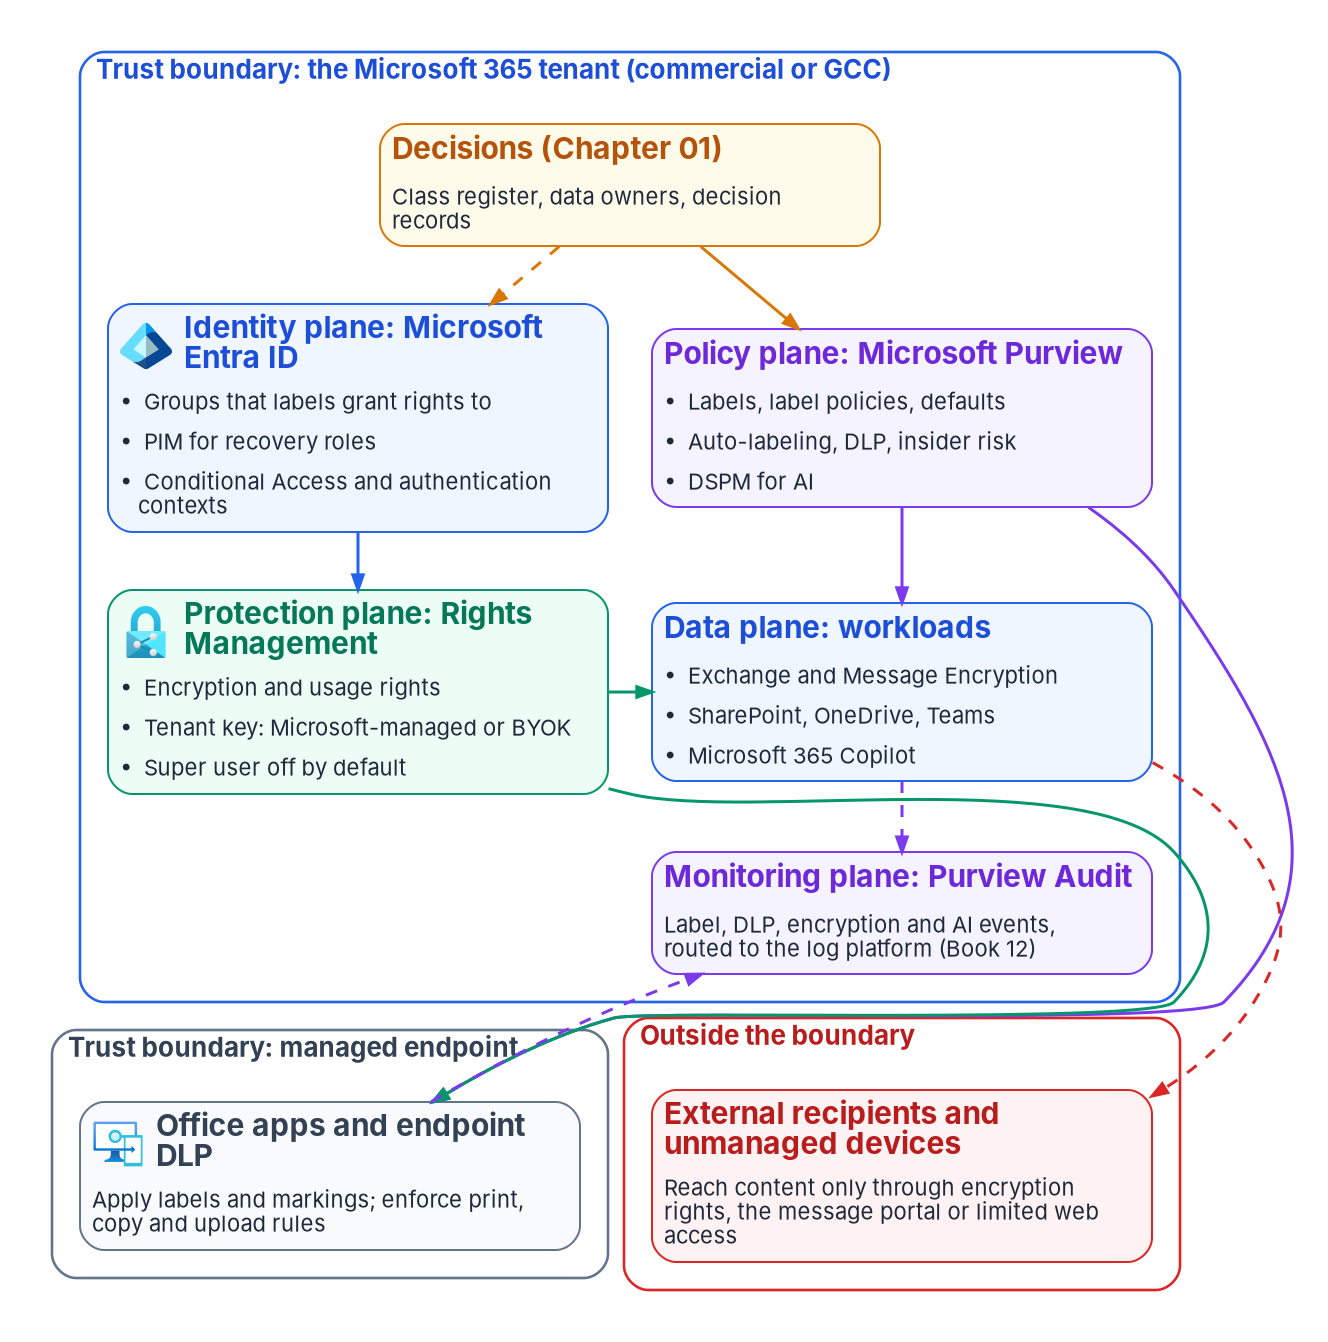 Trust boundary: the Microsoft 365 tenant (commercial or GCC)
Decisions (Chapter 01)
Class register, data owners, decision
records
Identity plane: Microsoft
Entra ID
• Groups that labels grant rights to
• PIM for recovery roles
• Conditional Access and authentication
contexts
Policy plane: Microsoft Purview
• Labels, label policies, defaults
• Auto-labeling, DLP, insider risk
• DSPM for AI
Protection plane: Rights
Management
• Encryption and usage rights
• Tenant key: Microsoft-managed or BYOK
• Super user off by default
Data plane: workloads
• Exchange and Message Encryption
• SharePoint, OneDrive, Teams
• Microsoft 365 Copilot
Monitoring plane: Purview Audit
Label, DLP, encryption and AI events,
routed to the log platform (Book 12)
Trust boundary: managed endpoint
Office apps and endpoint
DLP
Apply labels and markings; enforce print,
copy and upload rules
Outside the boundary
External recipients and
unmanaged devices
Reach content only through encryption
rights, the message portal or limited web
access